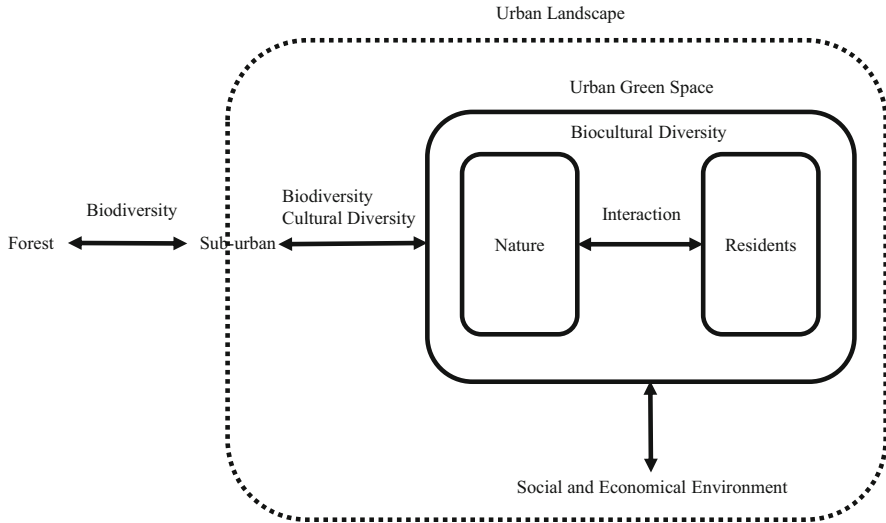 Urban Landscape
Urban Green Space
Biocultural Diversity
Biodiversity
Biodiversity
Cultural Diversity
Interaction
Forest
Sub-urban
Nature
Residents
Social and Economical Environment